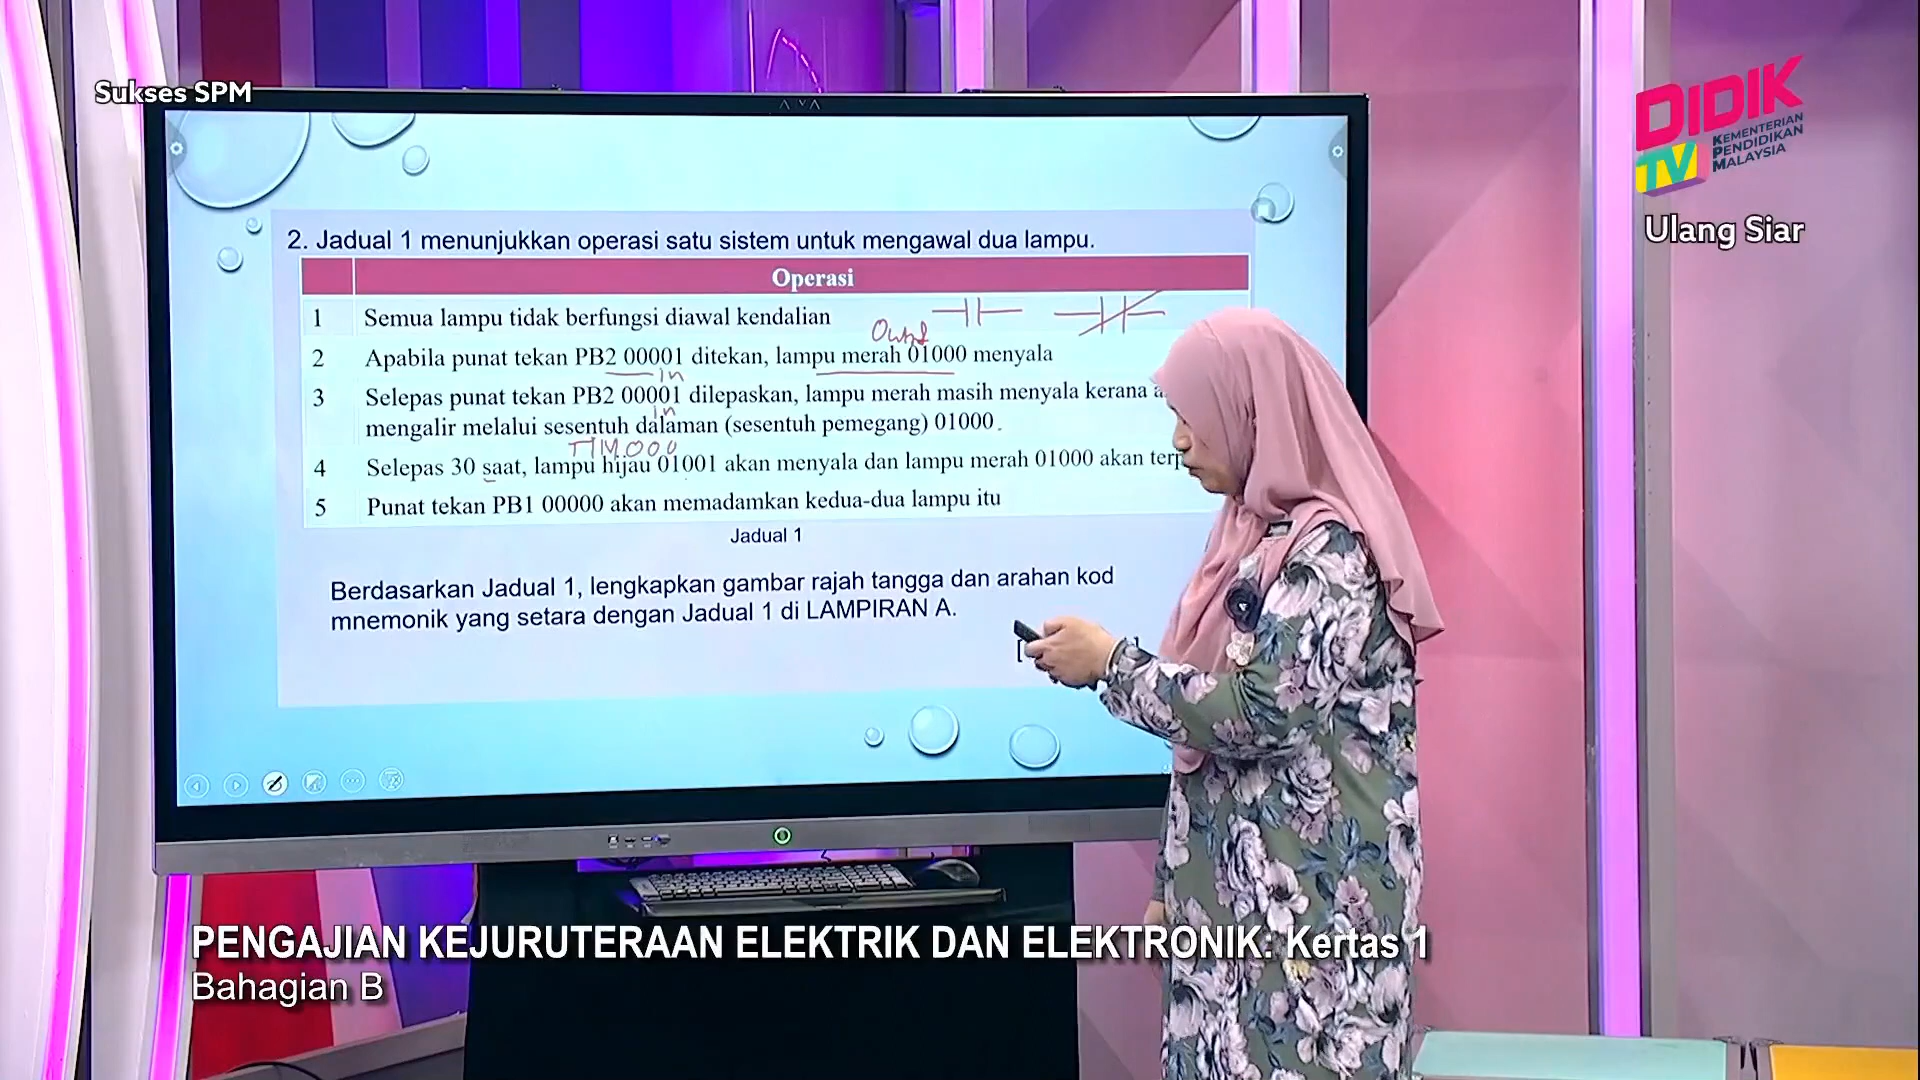 Sukses SPM
DIDIK
TV
KEMENTERIAN
PENDIDIKAN
MALAYSIA
Ulang Siar
2. Jadual 1 menunjukkan operasi satu sistem untuk mengawal dua lampu.
Operasi
1 Semua lampu tidak berfungsi diawal kendalian
2 Apabila punat tekan PB2 00001 ditekan, lampu merah 01000 menyala
in
3 Selepas punat tekan PB2 00001 dilepaskan, lampu merah masih menyala kerana
in
mengalir melalui sesentuh dalaman (sesentuh pemegang) 01000.
TIM000
4 Selepas 30 saat, lampu hijau 01001 akan menyala dan lampu merah 01000 akan
5 Punat tekan PB1 00000 akan memadamkan kedua-dua lampu itu
Jadual 1
Berdasarkan Jadual 1, lengkapkan gambar rajah tangga dan arahan kod
mnemonik yang setara dengan Jadual 1 di LAMPIRAN A.
PENGAJIAN KEJURUTERAAN ELEKTRIK DAN ELEKTRONIK: Kertas 1
Bahagian B